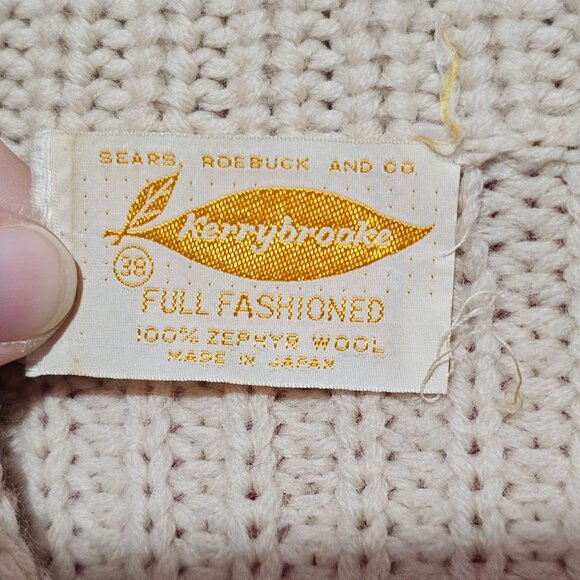 SEARS, ROEBUCK AND CO.
Kerrybrooke
38
FULL FASHIONED
100% ZEPHYR WOOL
MADE IN JAPAN